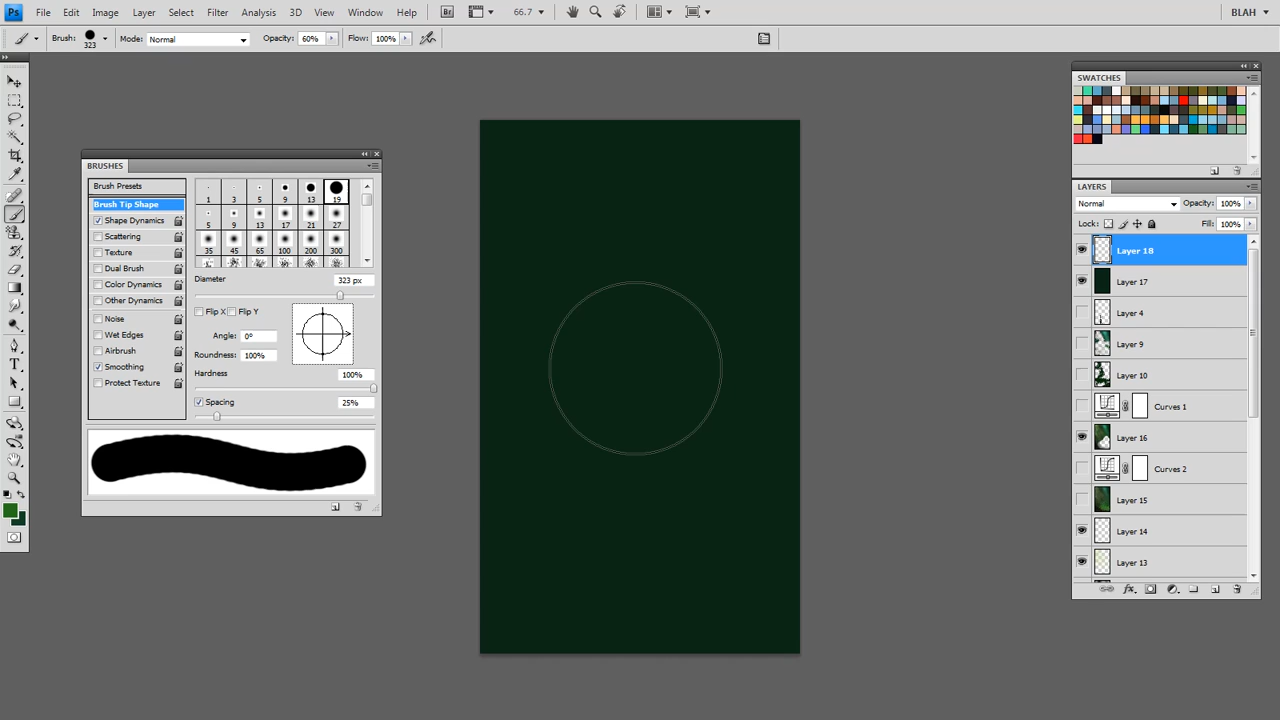 Ps File Edit Image Layer Select Filter Analysis 3D View Window Help Br 66.7 BLAH
Brush: 323 Mode: Normal Opacity: 60% Flow: 100%
BRUSHES
Brush Presets
Brush Tip Shape
Shape Dynamics
Scattering
Texture
Dual Brush
Color Dynamics
Other Dynamics
Noise
Wet Edges
Airbrush
Smoothing
Protect Texture
1 3 5 9 13 19
5 9 13 17 21 27
35 45 65 100 200 300
Diameter 323 px
Flip X Flip Y
Angle: 0°
Roundness: 100%
Hardness 100%
Spacing 25%
SWATCHES
LAYERS
Normal Opacity: 100%
Lock: Fill: 100%
Layer 18
Layer 17
Layer 4
Layer 9
Layer 10
Curves 1
Layer 16
Curves 2
Layer 15
Layer 14
Layer 13